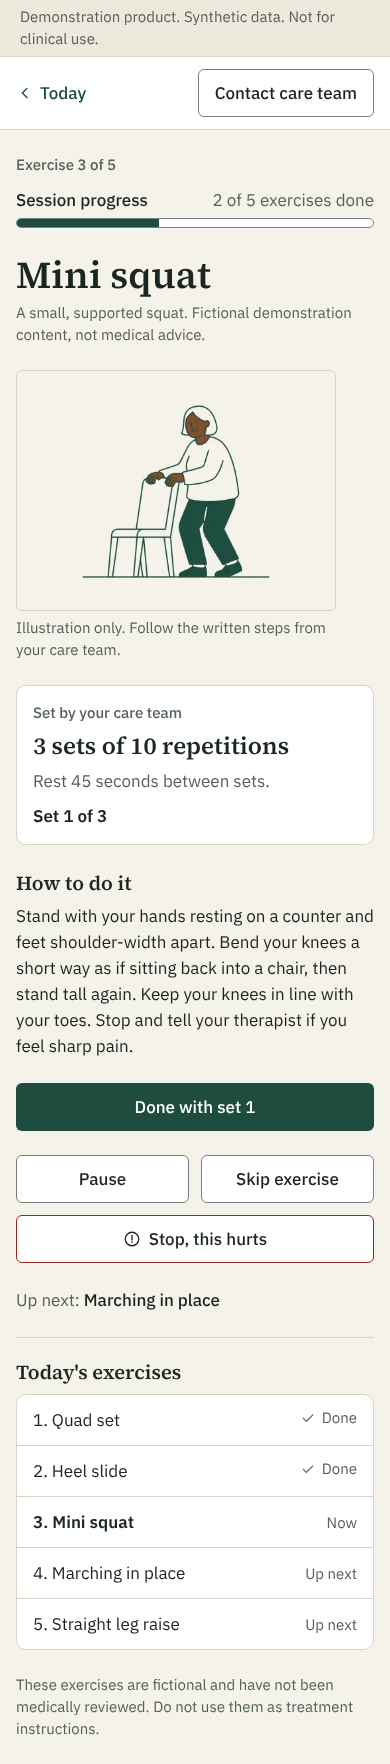 Demonstration product. Synthetic data. Not for
clinical use.
Today
Contact care team
Exercise 3 of 5
Session progress
2 of 5 exercises done
Mini squat
A small, supported squat. Fictional demonstration
content, not medical advice.
Illustration only. Follow the written steps from
your care team.
Set by your care team
3 sets of 10 repetitions
Rest 45 seconds between sets.
Set 1 of 3
How to do it
Stand with your hands resting on a counter and
feet shoulder-width apart. Bend your knees a
short way as if sitting back into a chair, then
stand tall again. Keep your knees in line with
your toes. Stop and tell your therapist if you
feel sharp pain.
Done with set 1
Pause
Skip exercise
Stop, this hurts
Up next: Marching in place
Today's exercises
1. Quad set
Done
2. Heel slide
Done
3. Mini squat
Now
4. Marching in place
Up next
5. Straight leg raise
Up next
These exercises are fictional and have not been
medically reviewed. Do not use them as treatment
instructions.